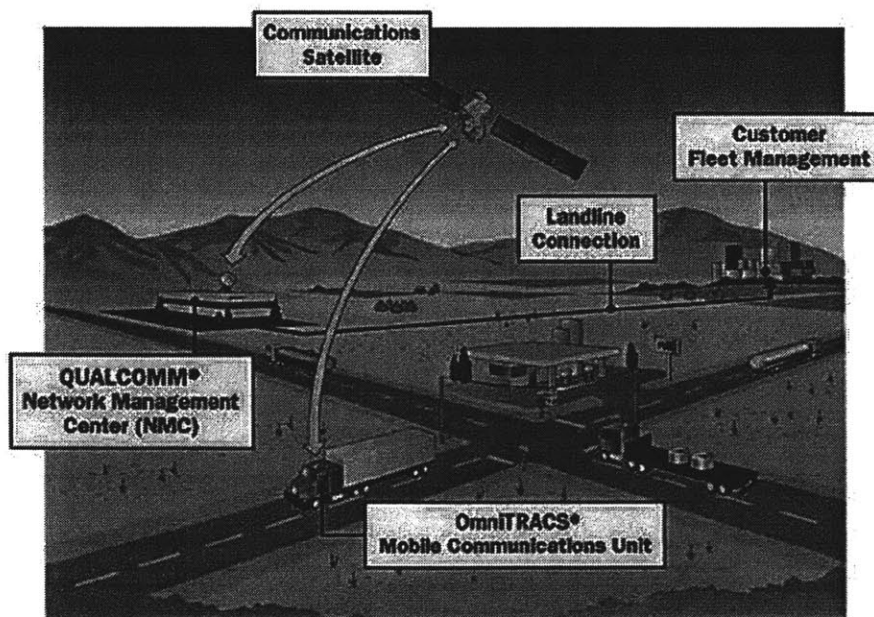 Communications
Satellite
Customer
Fleet Management
Landline
Connection
QUALCOMM®
Network Management
Center (NMC)
OmniTRACS®
Mobile Communications Unit